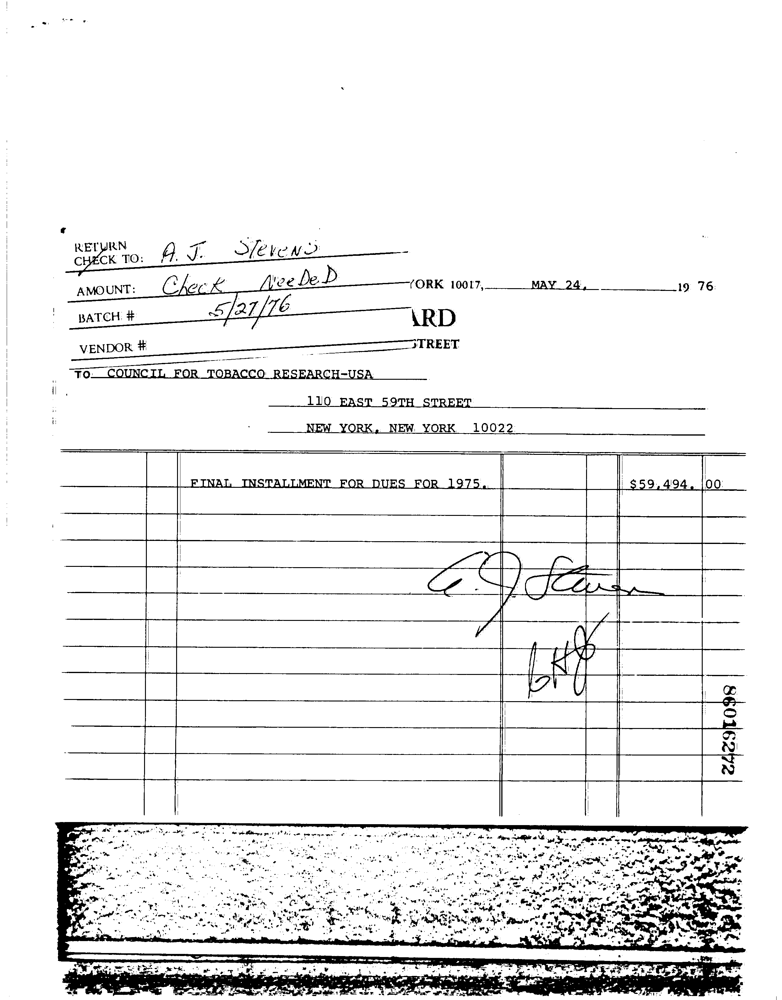 RETURN
CHECK TO: A. J. Stevens
AMOUNT: Check Needed
YORK 10017, MAY 24, 19 76
BATCH # 5/27/76
ARD
VENDOR #
STREET
TO COUNCIL FOR TOBACCO RESEARCH-USA
110 EAST 59TH STREET
NEW YORK, NEW YORK 10022
FINAL INSTALLMENT FOR DUES FOR 1975. $59,494. 00
A. J. Stevens
86016272